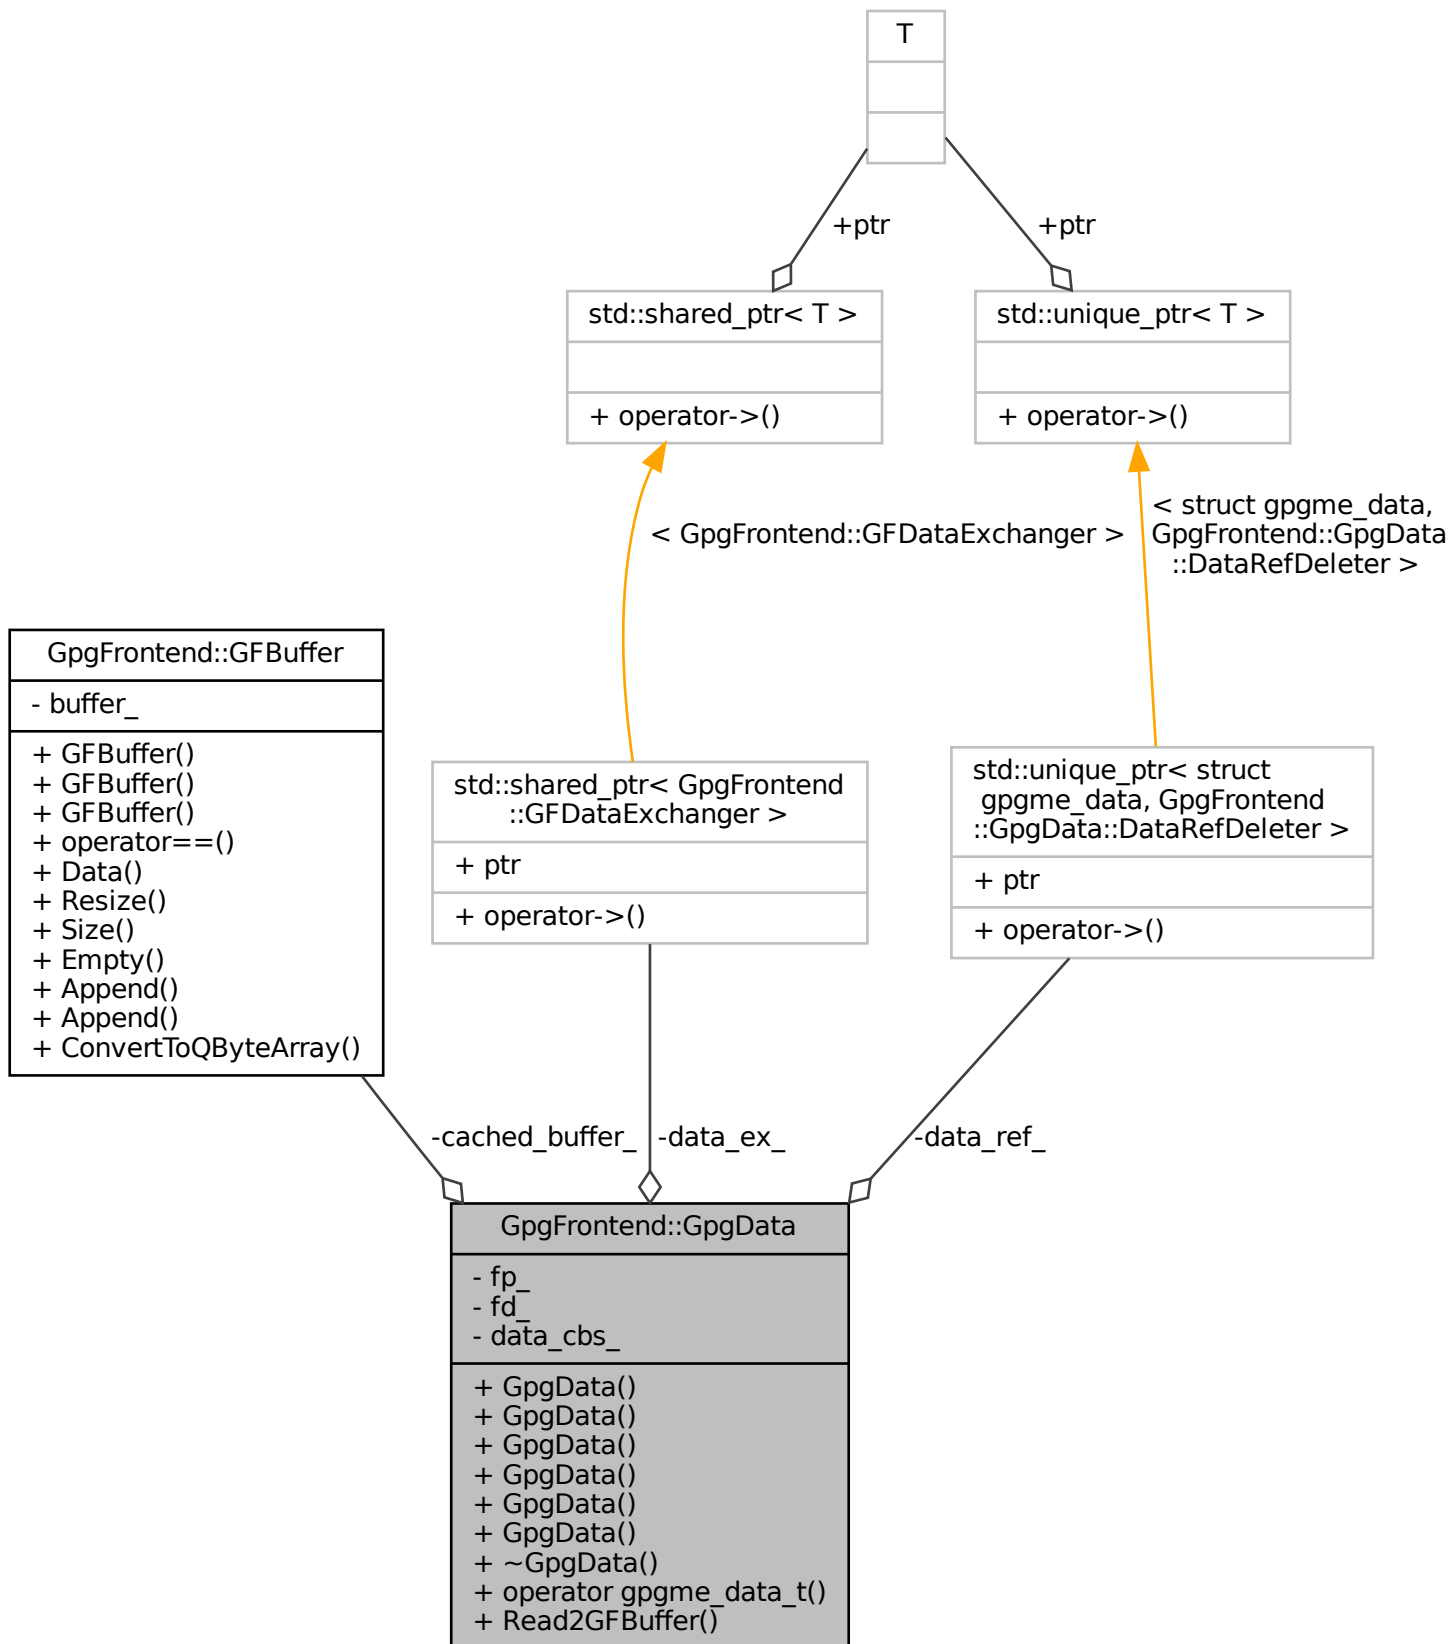 T
+ptr
+ptr
std::shared_ptr< T >
+ operator->()
std::unique_ptr< T >
+ operator->()
< GpgFrontend::GFDataExchanger >
< struct gpgme_data,
GpgFrontend::GpgData
::DataRefDeleter >
GpgFrontend::GFBuffer
- buffer_
+ GFBuffer()
+ GFBuffer()
+ GFBuffer()
+ operator==()
+ Data()
+ Resize()
+ Size()
+ Empty()
+ Append()
+ Append()
+ ConvertToQByteArray()
std::shared_ptr< GpgFrontend
::GFDataExchanger >
+ ptr
+ operator->()
std::unique_ptr< struct
gpgme_data, GpgFrontend
::GpgData::DataRefDeleter >
+ ptr
+ operator->()
-cached_buffer_
-data_ex_
-data_ref_
GpgFrontend::GpgData
- fp_
- fd_
- data_cbs_
+ GpgData()
+ GpgData()
+ GpgData()
+ GpgData()
+ GpgData()
+ GpgData()
+ ~GpgData()
+ operator gpgme_data_t()
+ Read2GFBuffer()